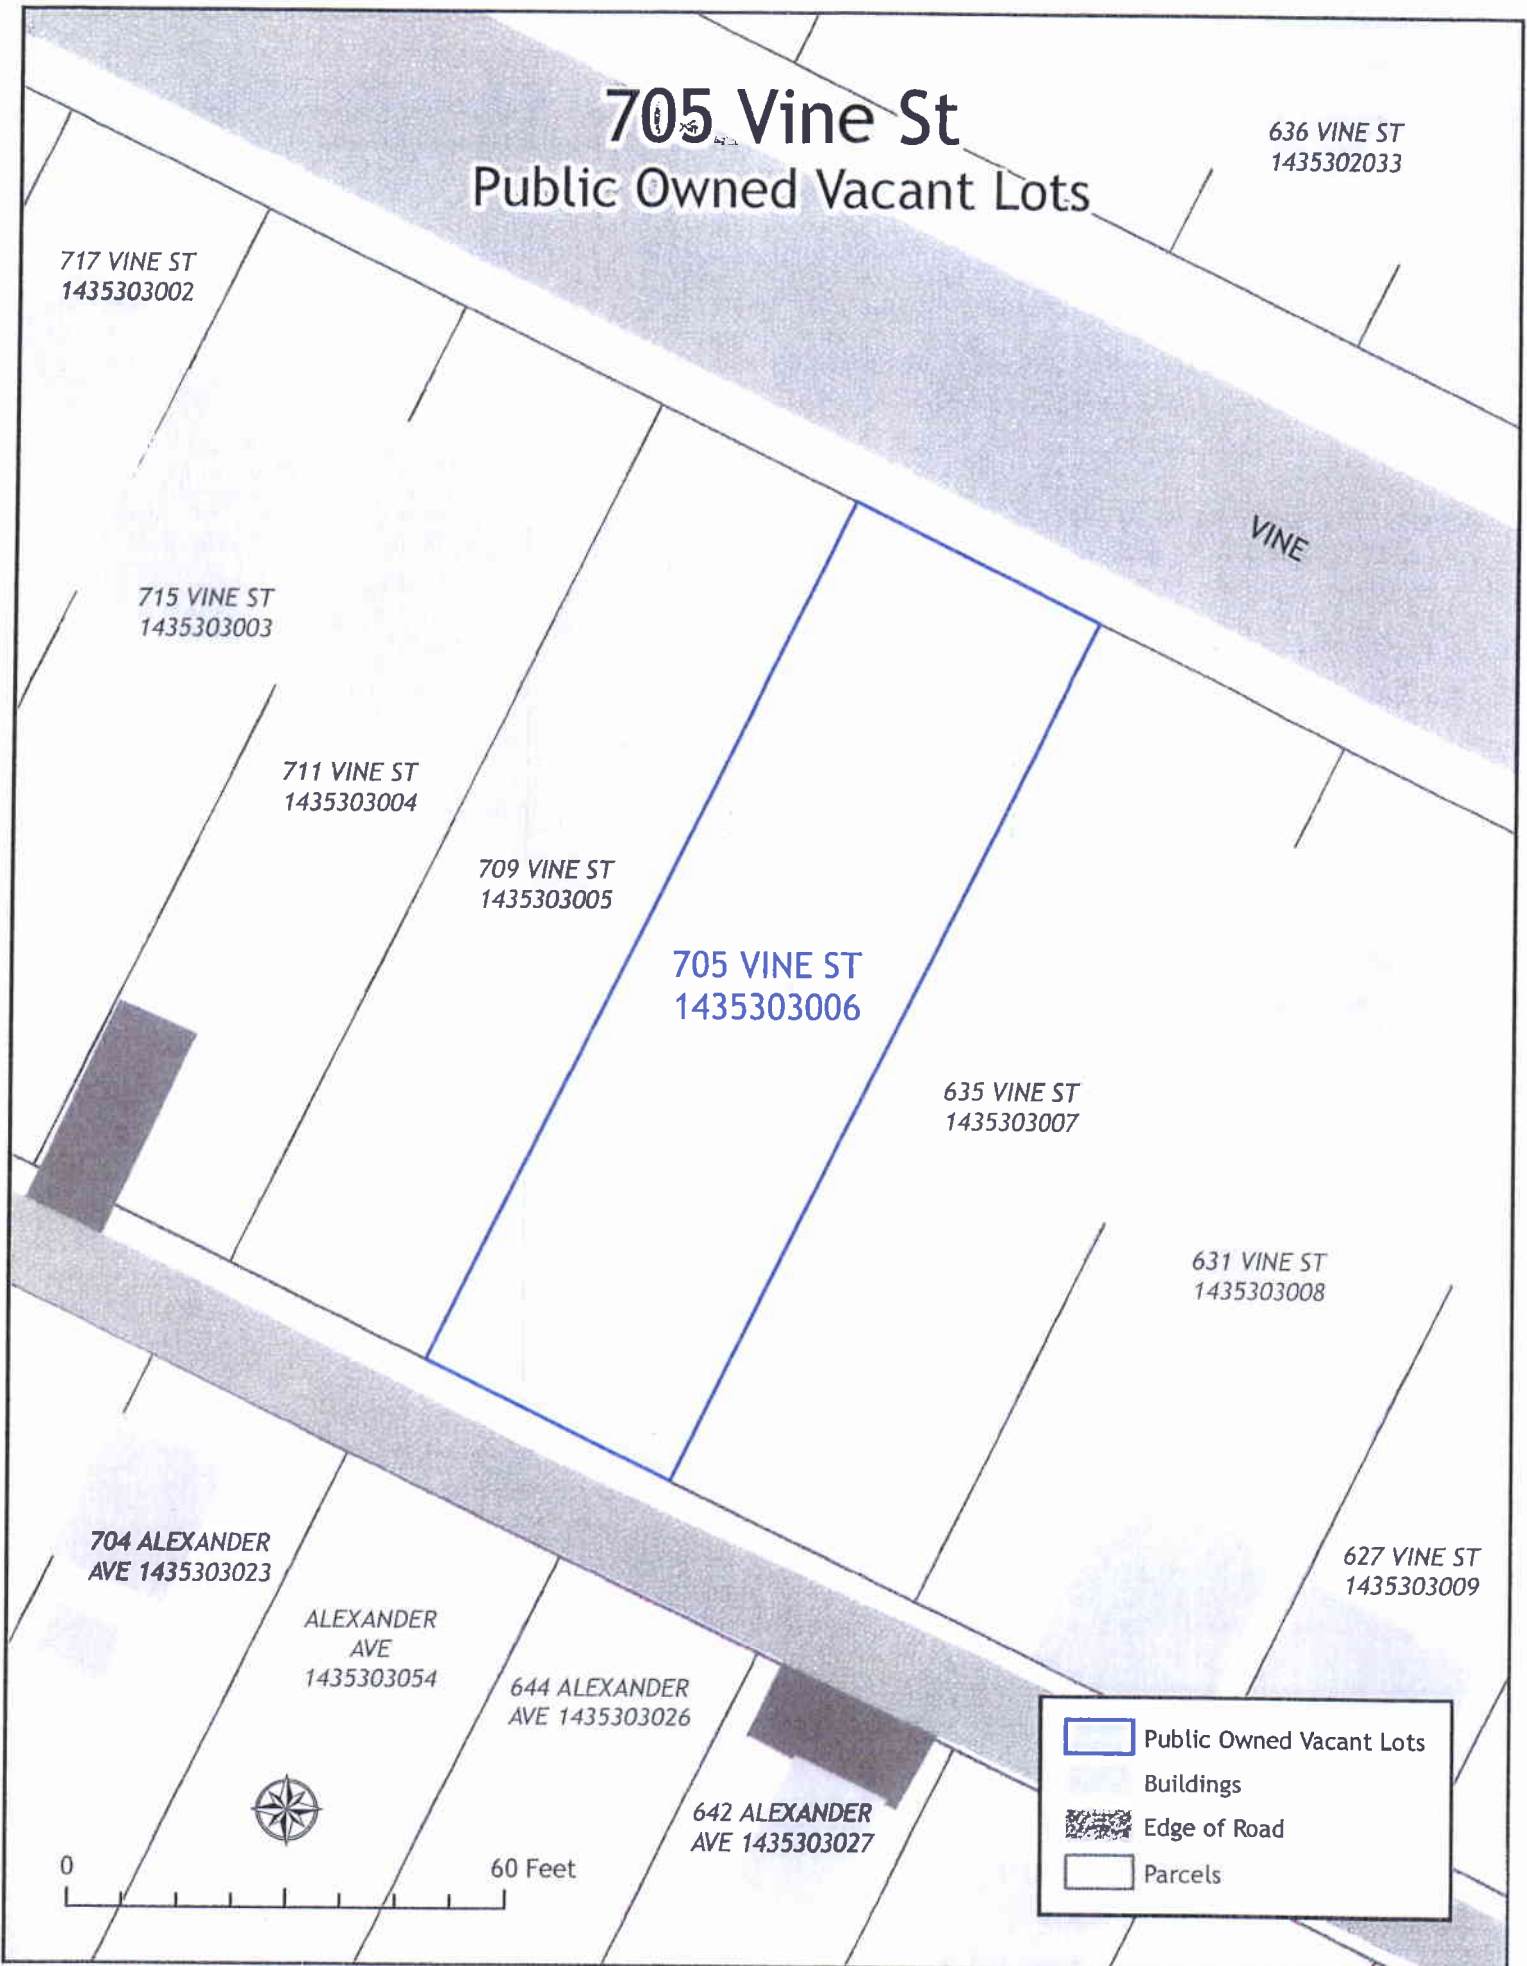 705 Vine St
Public Owned Vacant Lots
636 VINE ST
1435302033
717 VINE ST
1435303002
VINE
715 VINE ST
1435303003
711 VINE ST
1435303004
709 VINE ST
1435303005
705 VINE ST
1435303006
635 VINE ST
1435303007
631 VINE ST
1435303008
627 VINE ST
1435303009
704 ALEXANDER
AVE 1435303023
ALEXANDER
AVE
1435303054
644 ALEXANDER
AVE 1435303026
642 ALEXANDER
AVE 1435303027
0
60 Feet
Public Owned Vacant Lots
Buildings
Edge of Road
Parcels